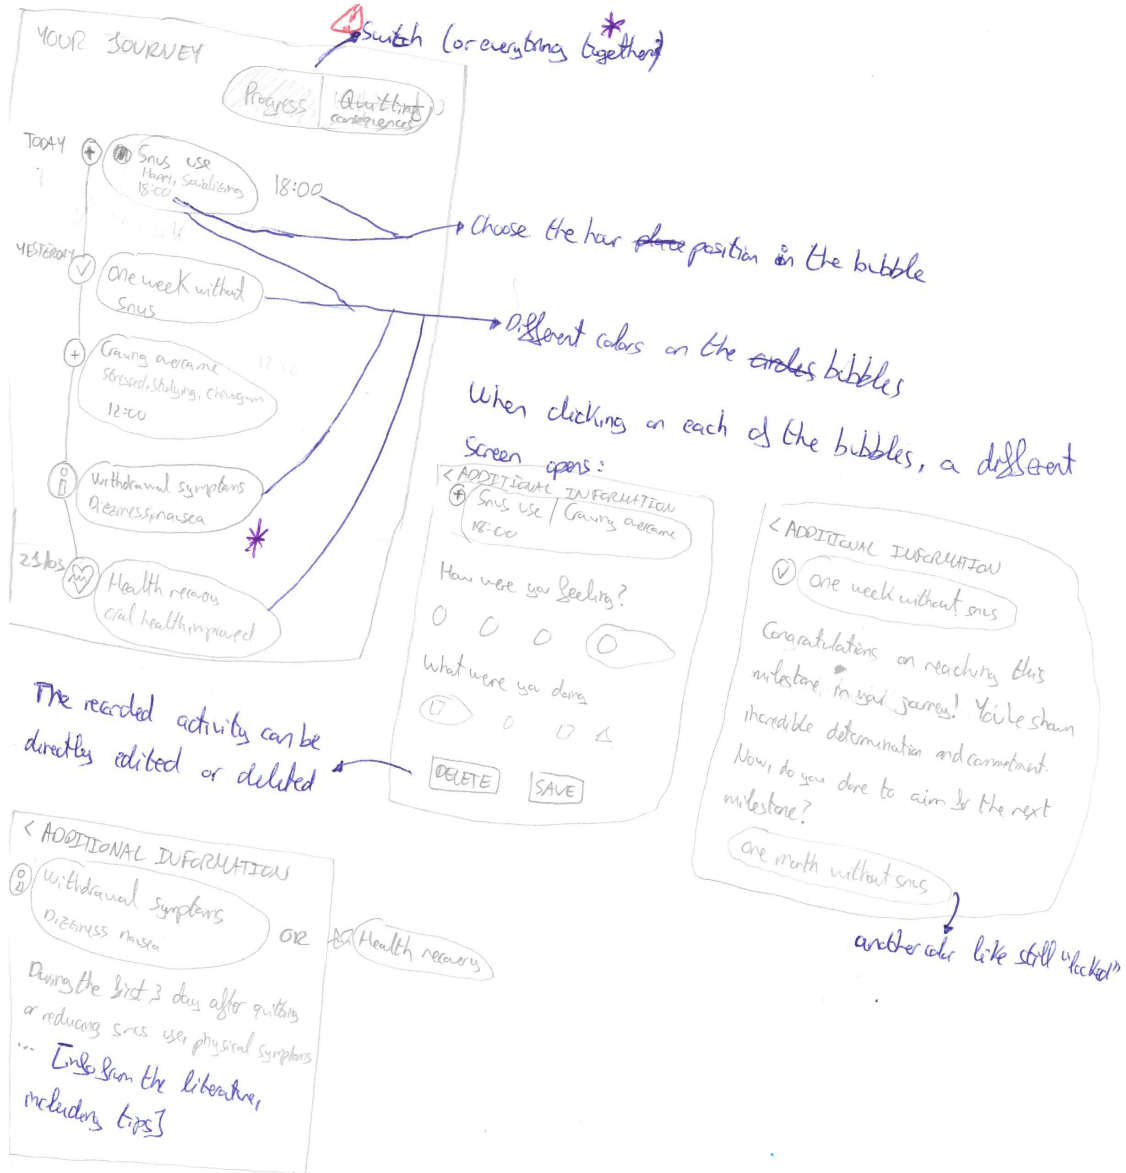 YOUR JOURNEY
Switch (or everything together?)
Progress | Quitting
consequences
TODAY
Snus use
Happy, Socializing
18:00
18:00
Choose the hour place position in the bubble
YESTERDAY
One week without
snus
Different colors on the circles bubbles
Craving overcame
stressed, studying, chewingum
12:00
12:12
When clicking on each of the bubbles, a different
screen opens:
Withdrawal symptoms
Dizziness, nausea
21/03
Health recovery
oral health improved
< ADDITIONAL INFORMATION
Snus use / Craving overcame
18:00
How were you feeling?
What were you doing
DELETE
SAVE
The recorded activity can be
directly edited or deleted
< ADDITIONAL INFORMATION
One week without snus
Congratulations on reaching this
milestone in your journey! You've shown
incredible determination and commitment.
Now, do you dare to aim for the next
milestone?
One month without snus
another color like still "locked"
< ADDITIONAL INFORMATION
Withdrawal symptoms
Dizziness nausea
OR
Health recovery
During the first 3 day after quitting
or reducing snus use, physical symptoms
... [info from the literature,
including tips]